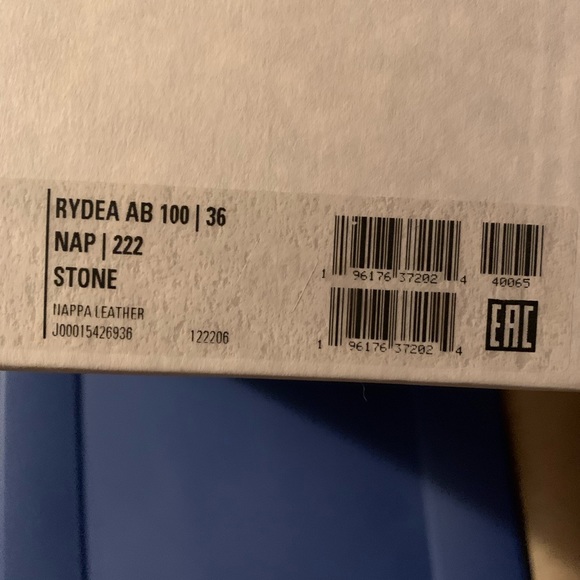 RYDEA AB 100 | 36
NAP | 222
STONE
NAPPA LEATHER
J00015426936 122206
1 96176 37202 4
40065
1 96176 37202 4
EAC